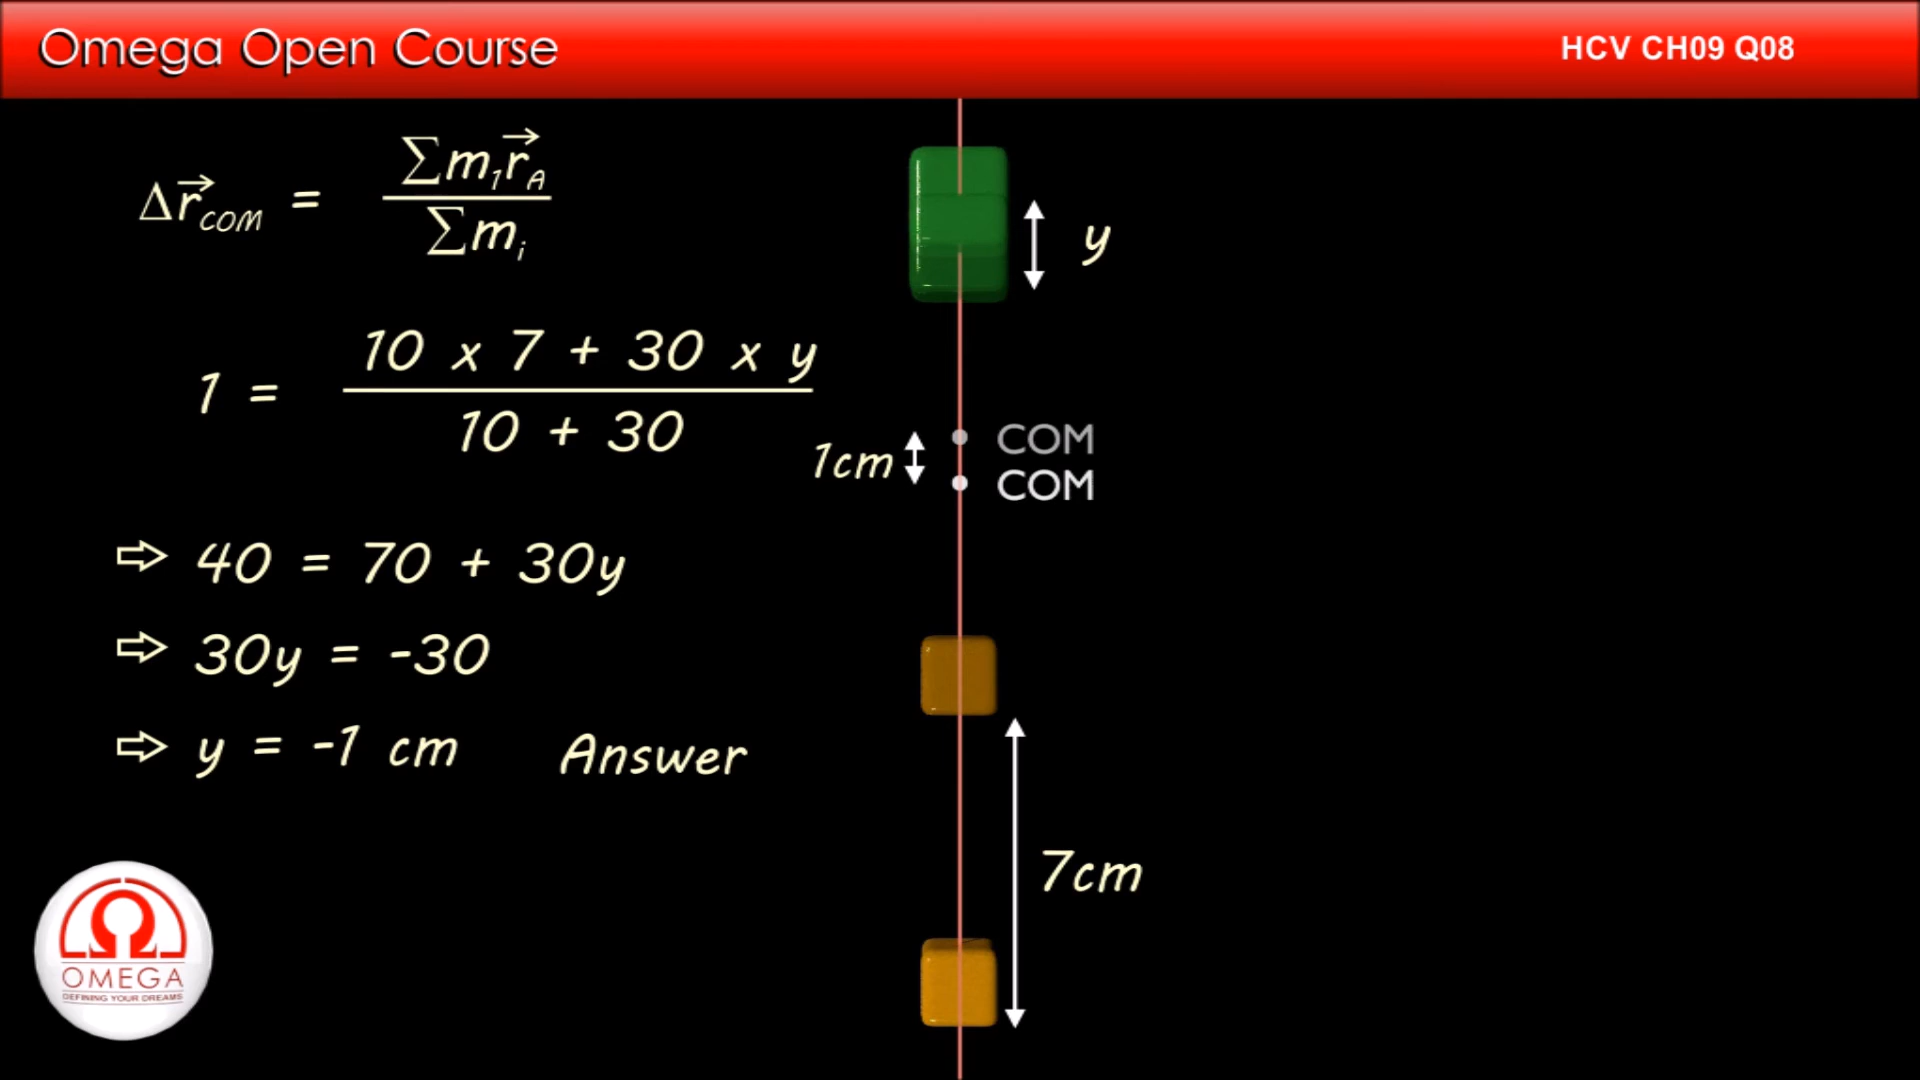 Omega Open Course
HCV CH09 Q08
Δr⃗COM = Σm₁r⃗A / Σmᵢ
y
1 = 10 x 7 + 30 x y / 10 + 30
COM
1cm
COM
⇨ 40 = 70 + 30y
⇨ 30y = -30
⇨ y = -1 cm Answer
7cm
OMEGA
DEFINING YOUR DREAMS